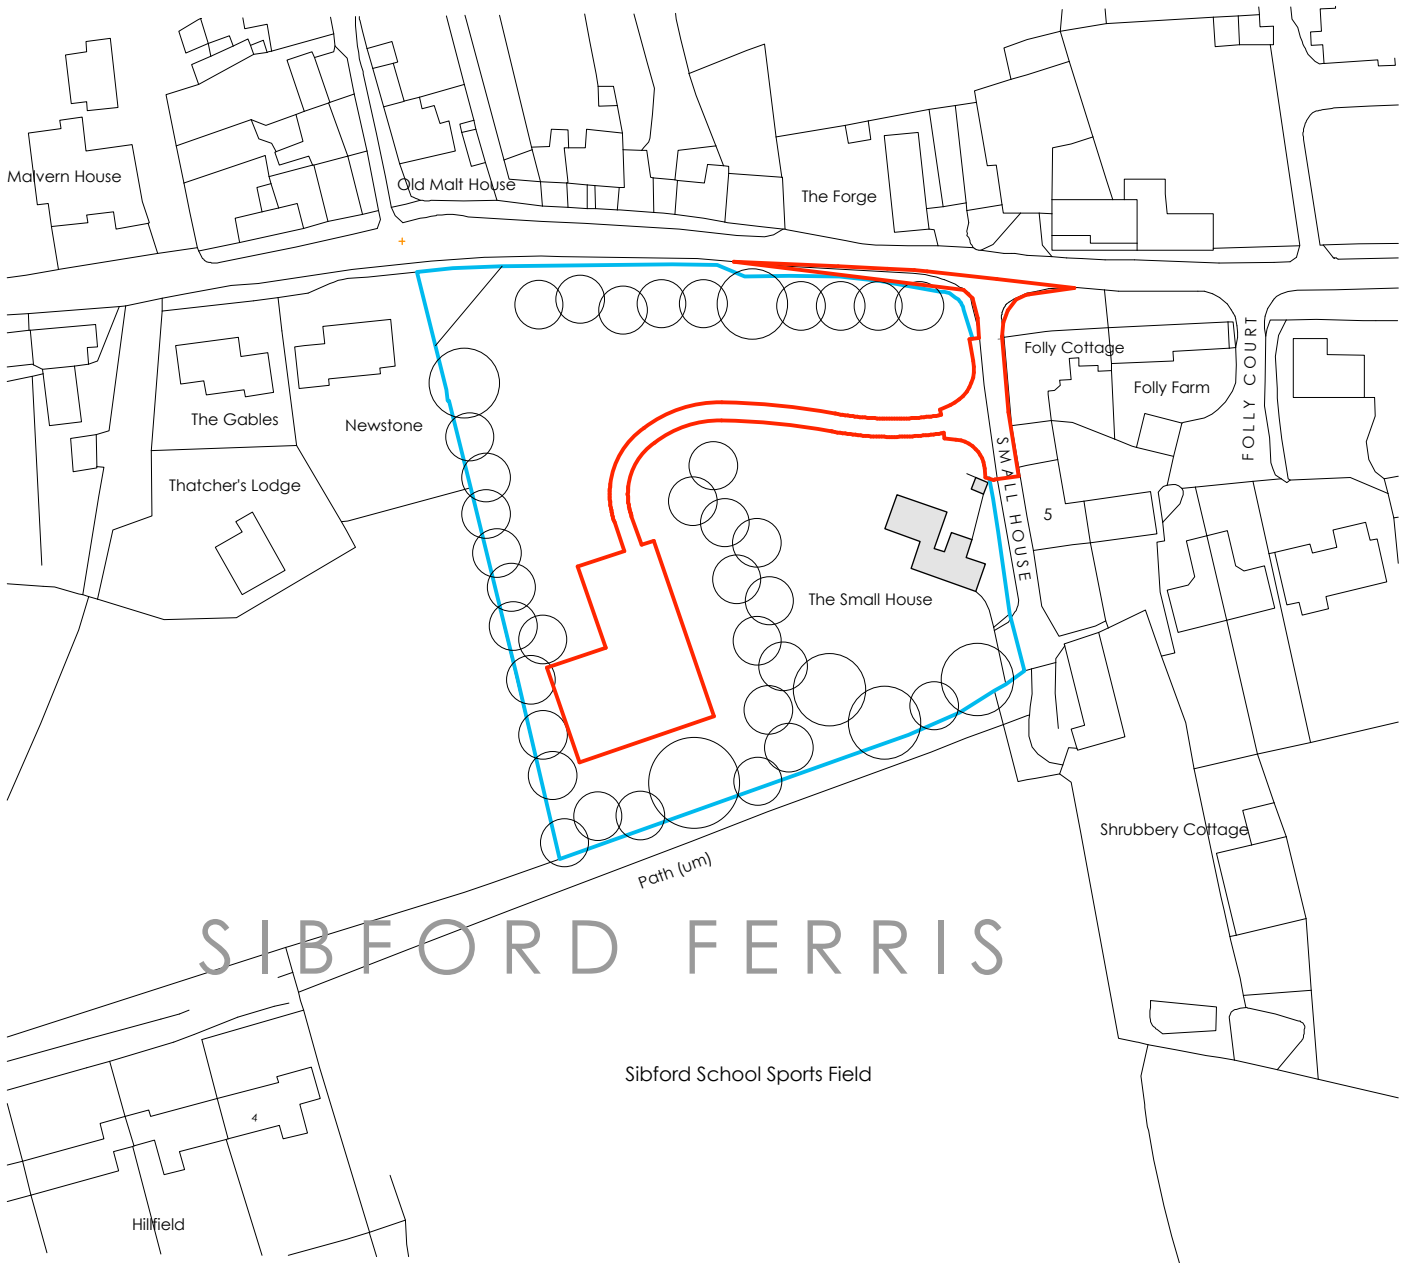 Malvern House
Old Malt House
The Forge
Folly Cottage
Folly Farm
FOLLY COURT
The Gables
Newstone
Thatcher's Lodge
SMALL HOUSE
5
The Small House
Shrubbery Cottage
Path (um)
SIBFORD FERRIS
Sibford School Sports Field
4
Hillfield